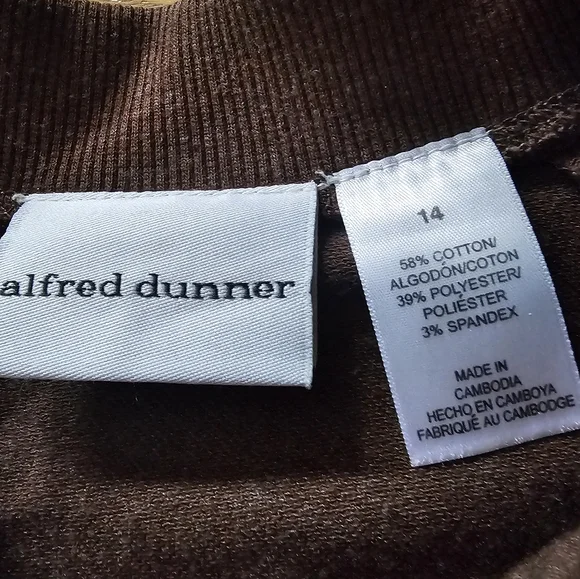 alfred dunner
14
58% COTTON/
ALGODÓN/COTON
39% POLYESTER/
POLIÉSTER
3% SPANDEX
MADE IN
CAMBODIA
HECHO EN CAMBOYA
FABRIQUÉ AU CAMBODGE